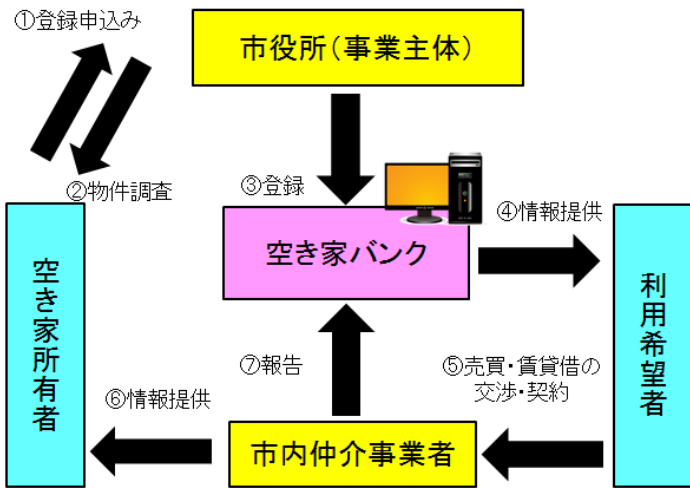 ①登録申込み
市役所(事業主体)
②物件調査
③登録
④情報提供
空き家バンク
空き家所有者
利用希望者
⑦報告
⑤売買・賃貸借の
交渉・契約
⑥情報提供
市内仲介事業者